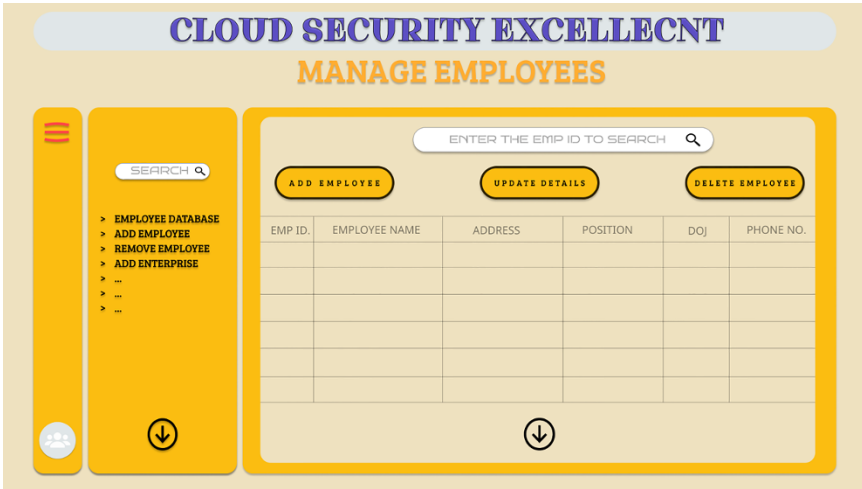 CLOUD SECURITY EXCELLECNT
MANAGE EMPLOYEES
ENTER THE EMP ID TO SEARCH
SEARCH
ADD EMPLOYEE
UPDATE DETAILS
DELETE EMPLOYEE
> EMPLOYEE DATABASE
> ADD EMPLOYEE
> REMOVE EMPLOYEE
> ADD ENTERPRISE
> ...
> ...
> ...
EMP ID. EMPLOYEE NAME ADDRESS POSITION DOJ PHONE NO.